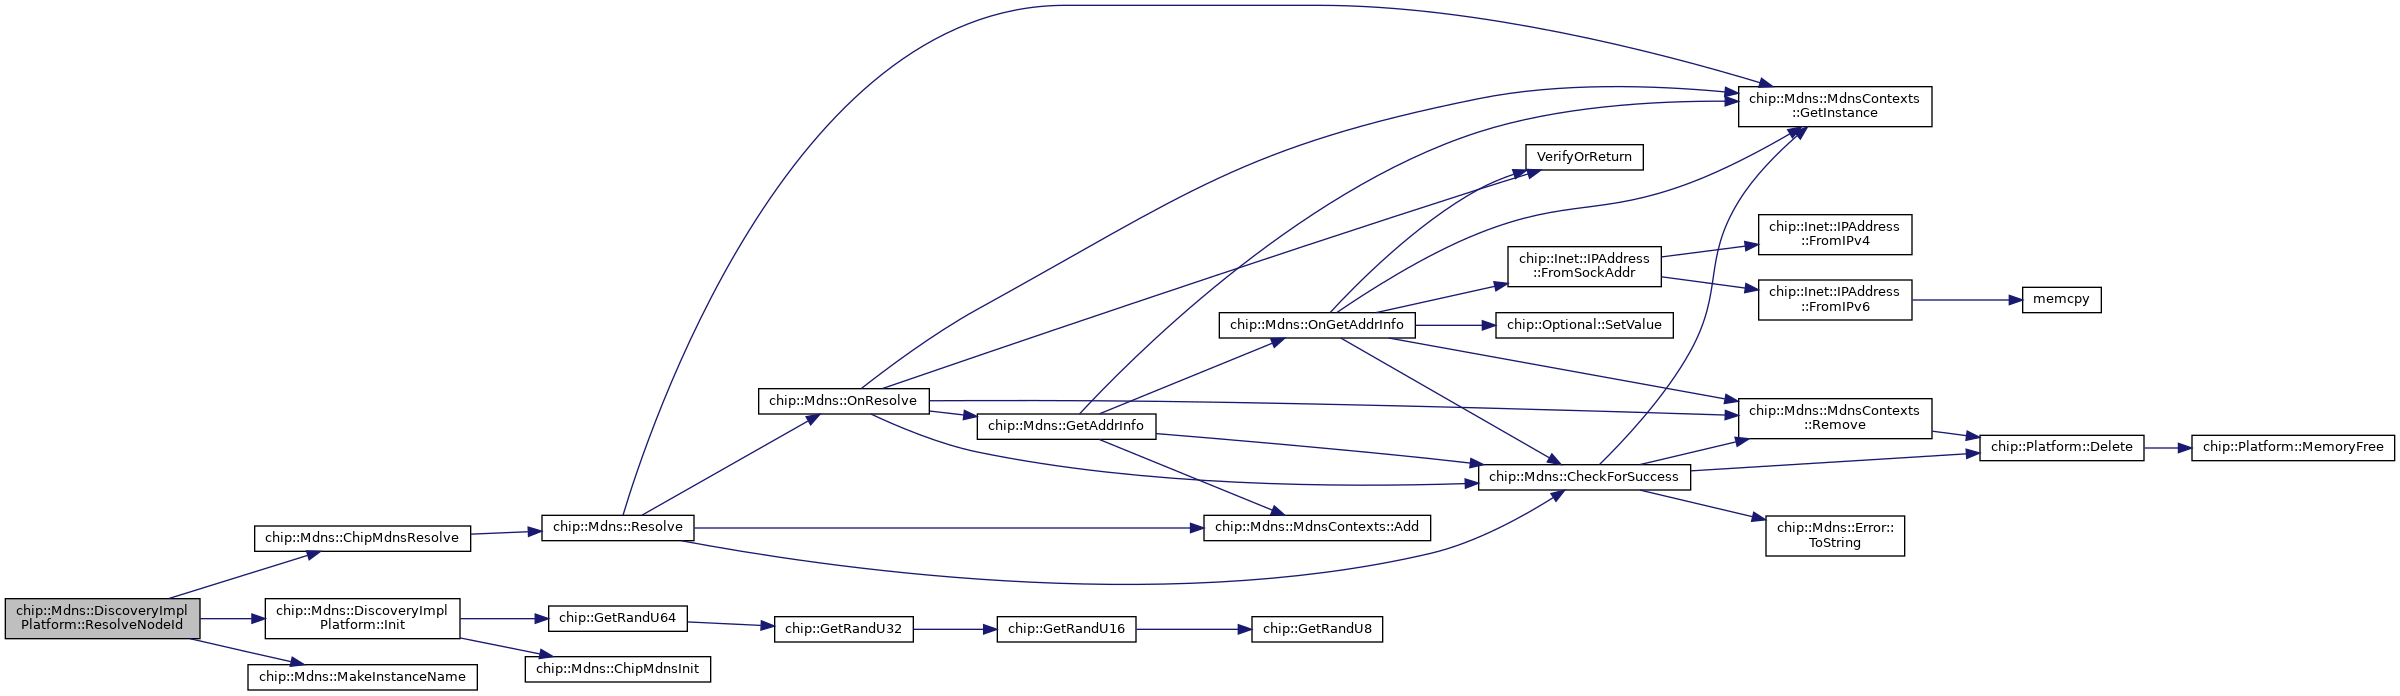 chip::Mdns::DiscoveryImpl
Platform::ResolveNodeId
chip::Mdns::ChipMdnsResolve
chip::Mdns::DiscoveryImpl
Platform::Init
chip::Mdns::MakeInstanceName
chip::Mdns::Resolve
chip::GetRandU64
chip::Mdns::ChipMdnsInit
chip::Mdns::OnResolve
chip::GetRandU32
chip::Mdns::GetAddrInfo
chip::GetRandU16
chip::Mdns::OnGetAddrInfo
chip::Mdns::MdnsContexts::Add
chip::GetRandU8
VerifyOrReturn
chip::Inet::IPAddress
::FromSockAddr
chip::Optional::SetValue
chip::Mdns::CheckForSuccess
chip::Mdns::MdnsContexts
::GetInstance
chip::Inet::IPAddress
::FromIPv4
chip::Inet::IPAddress
::FromIPv6
chip::Mdns::MdnsContexts
::Remove
chip::Mdns::Error::
ToString
memcpy
chip::Platform::Delete
chip::Platform::MemoryFree